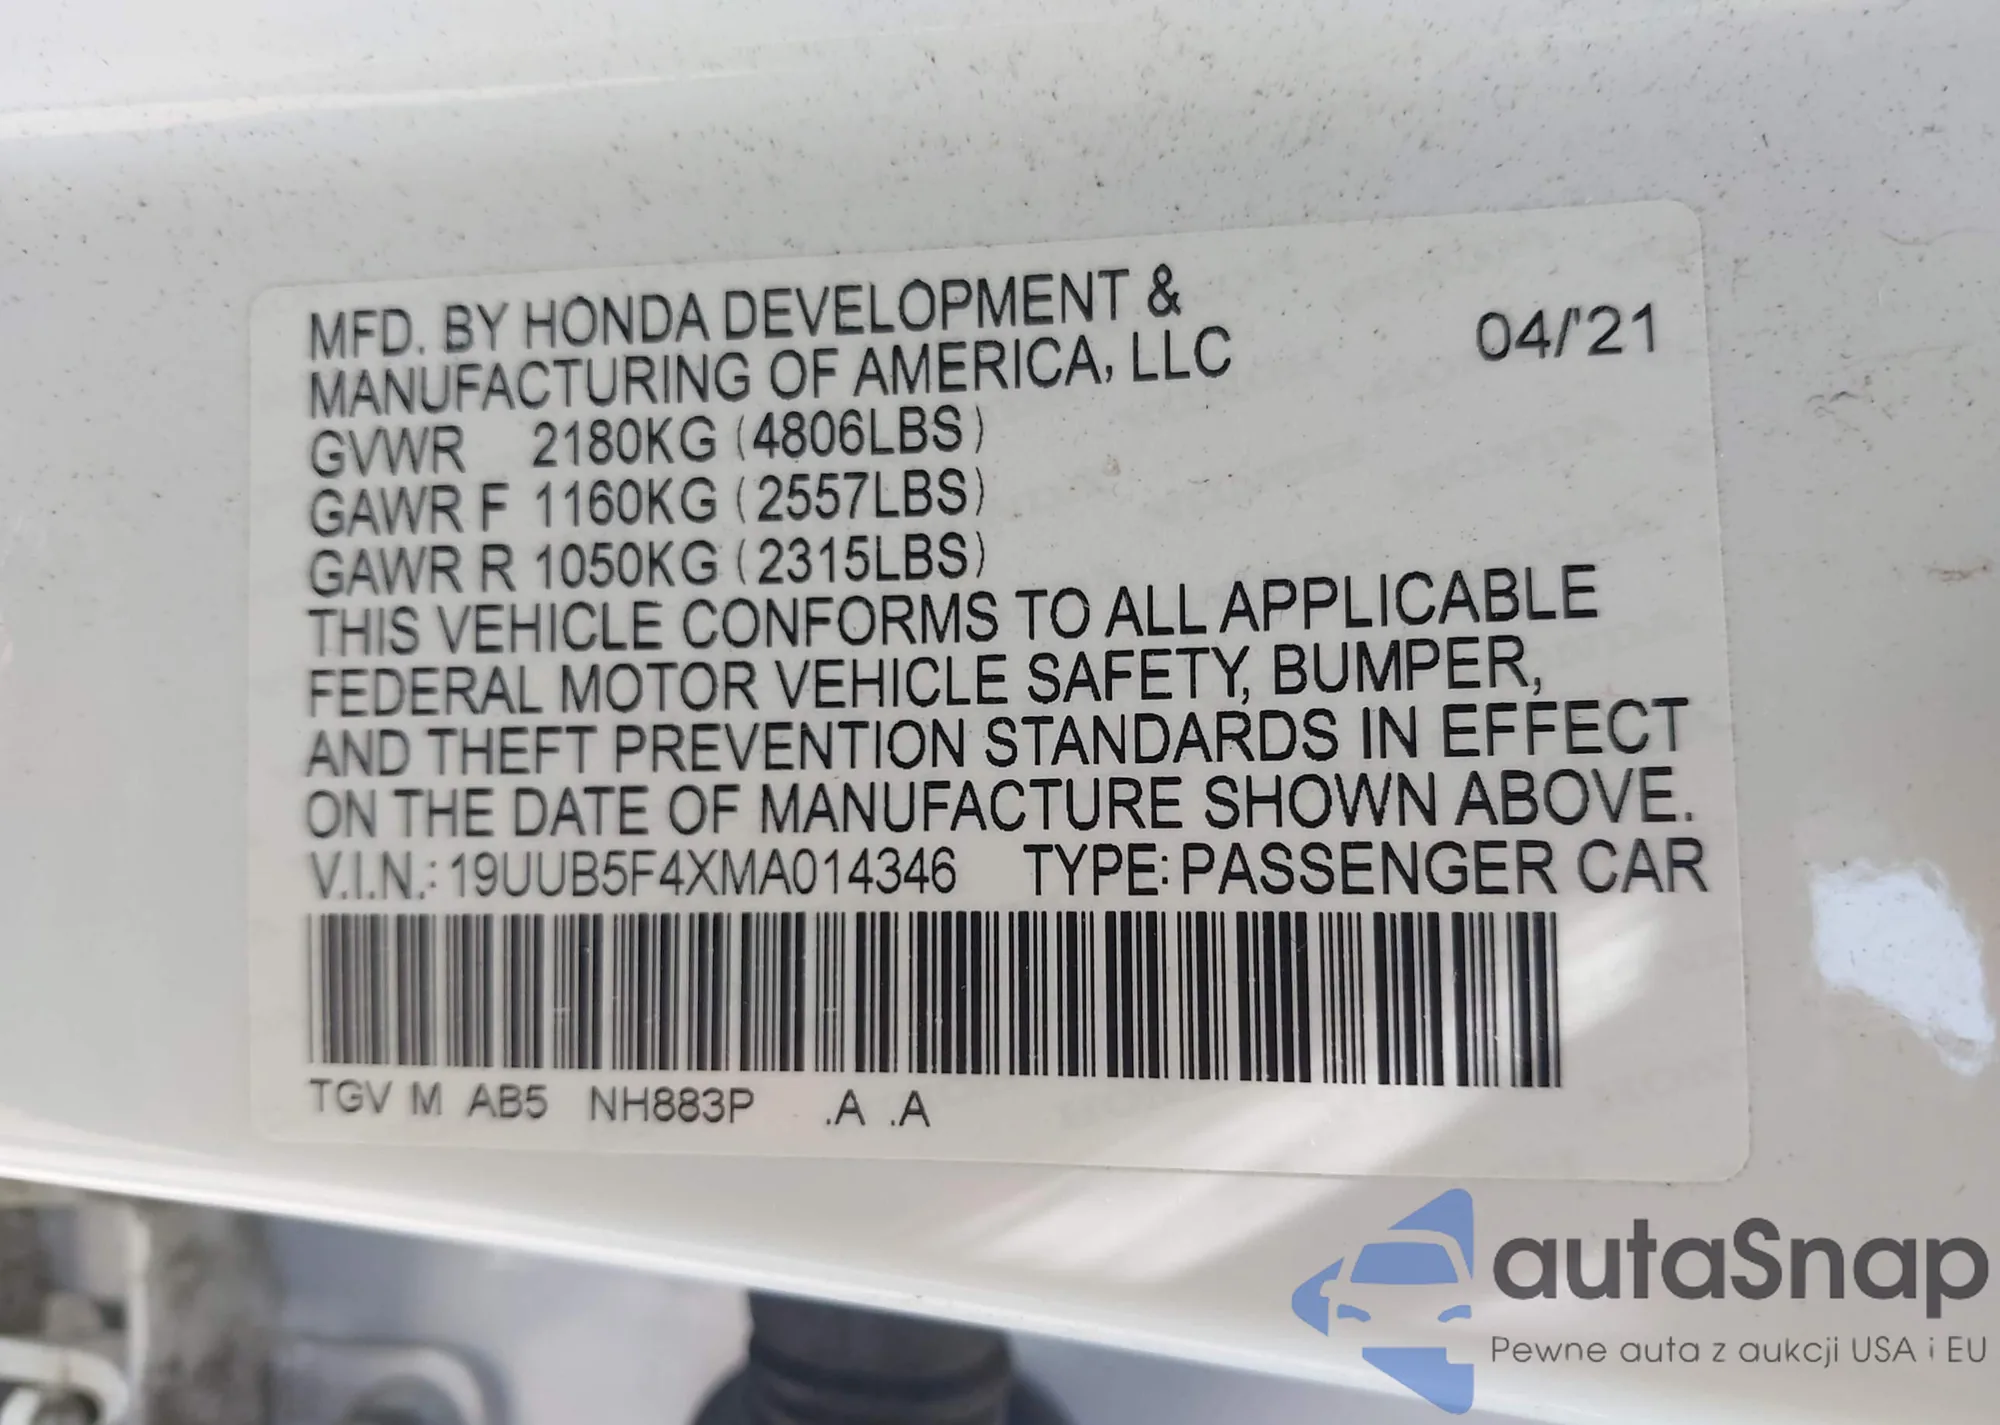 MFD. BY HONDA DEVELOPMENT &
MANUFACTURING OF AMERICA, LLC
04/'21
GVWR 2180KG (4806LBS)
GAWR F 1160KG (2557LBS)
GAWR R 1050KG (2315LBS)
THIS VEHICLE CONFORMS TO ALL APPLICABLE
FEDERAL MOTOR VEHICLE SAFETY, BUMPER,
AND THEFT PREVENTION STANDARDS IN EFFECT
ON THE DATE OF MANUFACTURE SHOWN ABOVE.
V.I.N.: 19UUB5F4XMA014346 TYPE: PASSENGER CAR
TGV M AB5 NH883P .A .A
autaSnap
Pewne auta z aukcji USA i EU